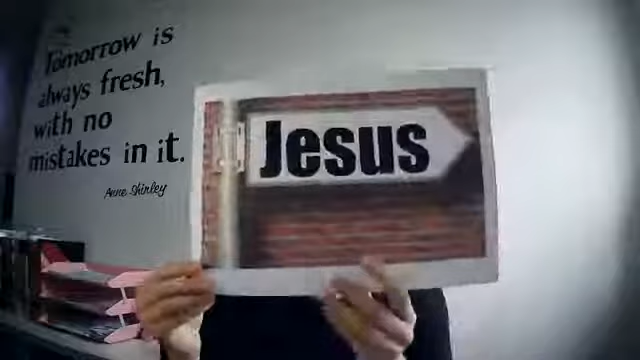 Tomorrow is
always fresh,
with no
mistakes in it.
Anne Shirley
Jesus